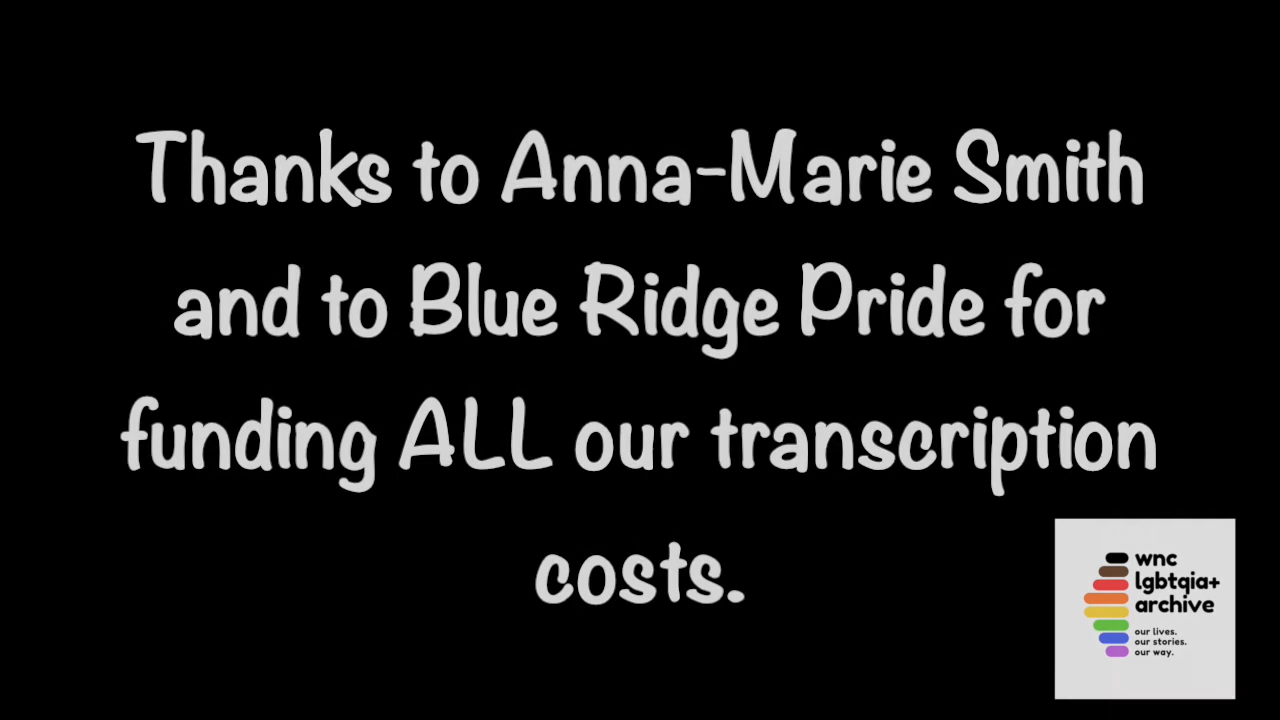 Thanks to Anna-Marie Smith
and to Blue Ridge Pride for
funding ALL our transcription
costs.
wnc
lgbtqia+
archive
our lives.
our stories.
our way.